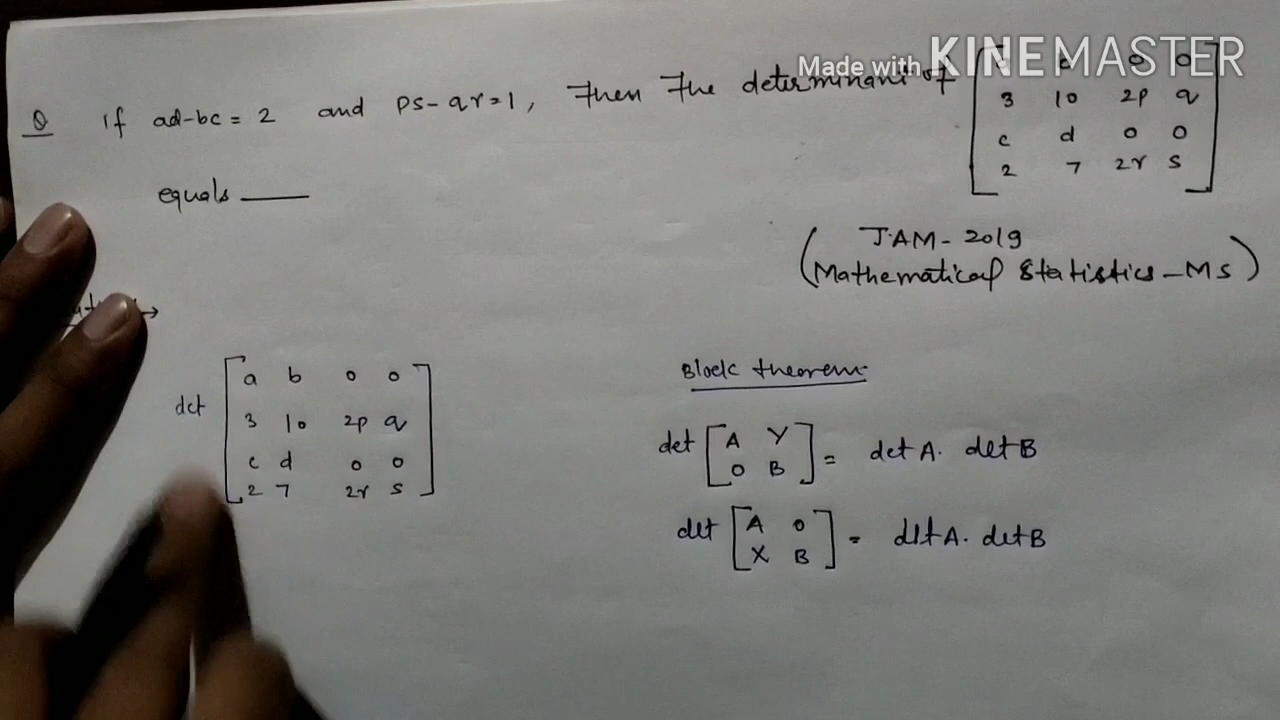 Made with KINEMASTER
Q If ad-bc = 2 and ps-qr=1, then the determinant of
0 0
3 10 2p q
c d 0 0
2 7 2r s
equals
JAM - 2019
(Mathematical Statistics - MS)
det
a b 0 0
3 10 2p q
c d 0 0
2 7 2r s
Block theorem
det [A Y
0 B] = det A. det B
det [A 0
X B] = det A. det B